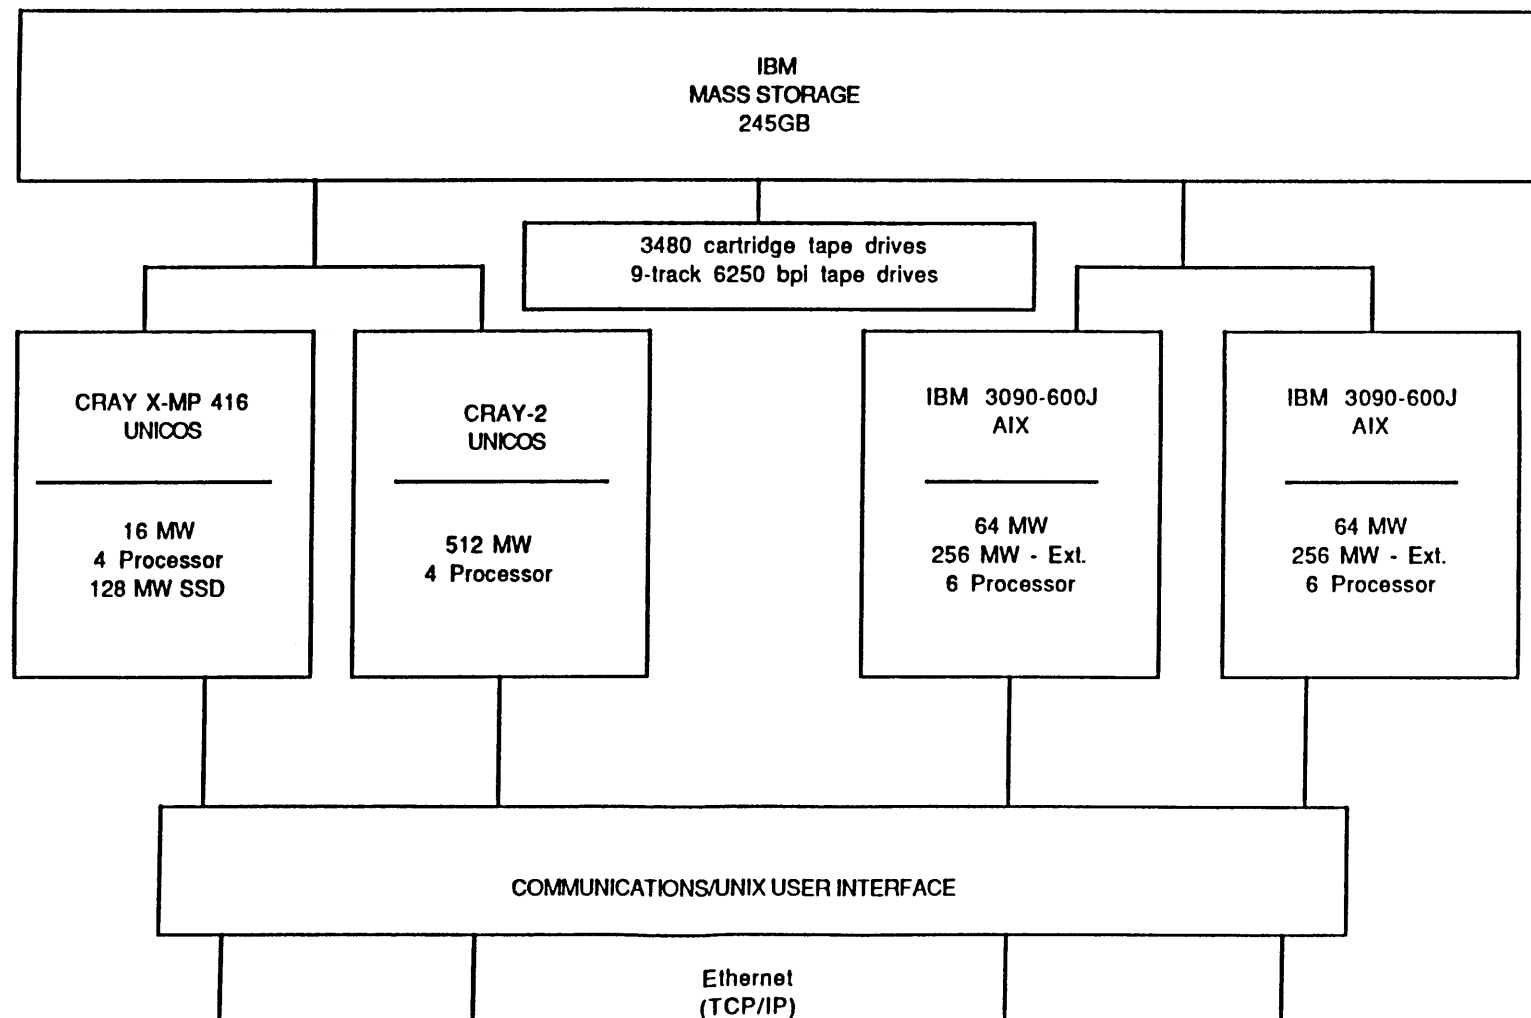 IBM
MASS STORAGE
245GB
3480 cartridge tape drives
9-track 6250 bpi tape drives
CRAY X-MP 416
UNICOS
16 MW
4 Processor
128 MW SSD
CRAY-2
UNICOS
512 MW
4 Processor
IBM 3090-600J
AIX
64 MW
256 MW - Ext.
6 Processor
IBM 3090-600J
AIX
64 MW
256 MW - Ext.
6 Processor
COMMUNICATIONS/UNIX USER INTERFACE
Ethernet
(TCP/IP)